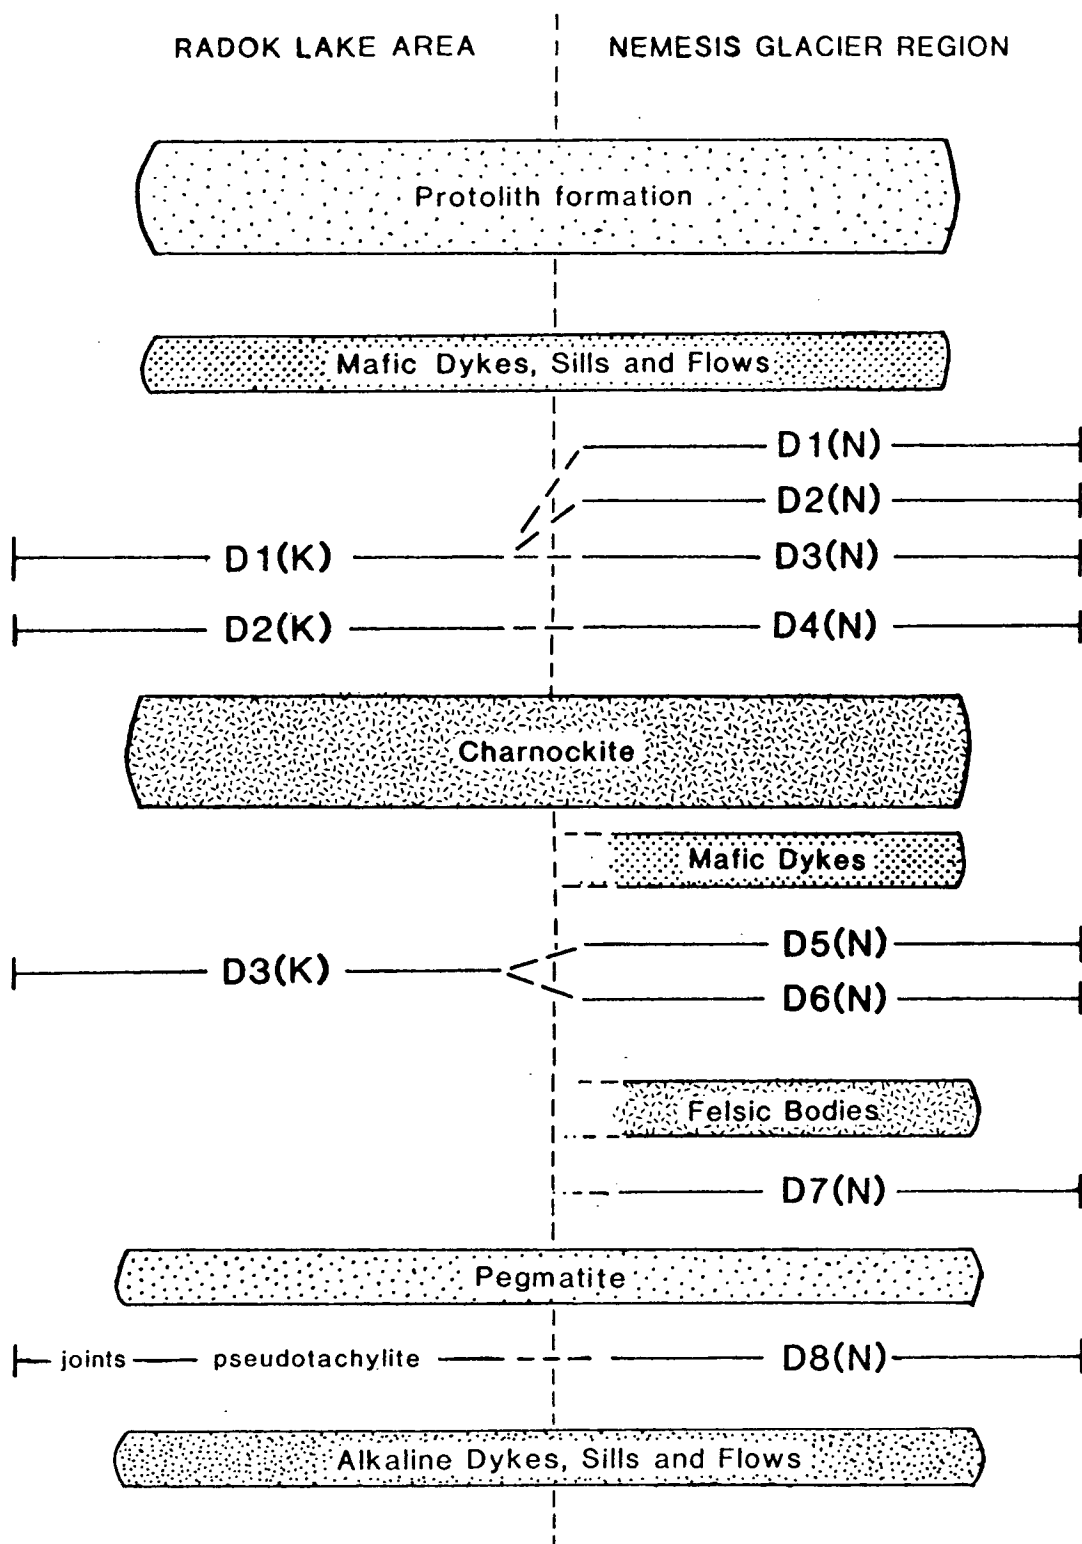 RADOK LAKE AREA
NEMESIS GLACIER REGION
Protolith formation
Mafic Dykes, Sills and Flows
D1(N)
D2(N)
D1(K)
D3(N)
D2(K)
D4(N)
Charnockite
Mafic Dykes
D5(N)
D3(K)
D6(N)
Felsic Bodies
D7(N)
Pegmatite
joints
pseudotachylite
D8(N)
Alkaline Dykes, Sills and Flows